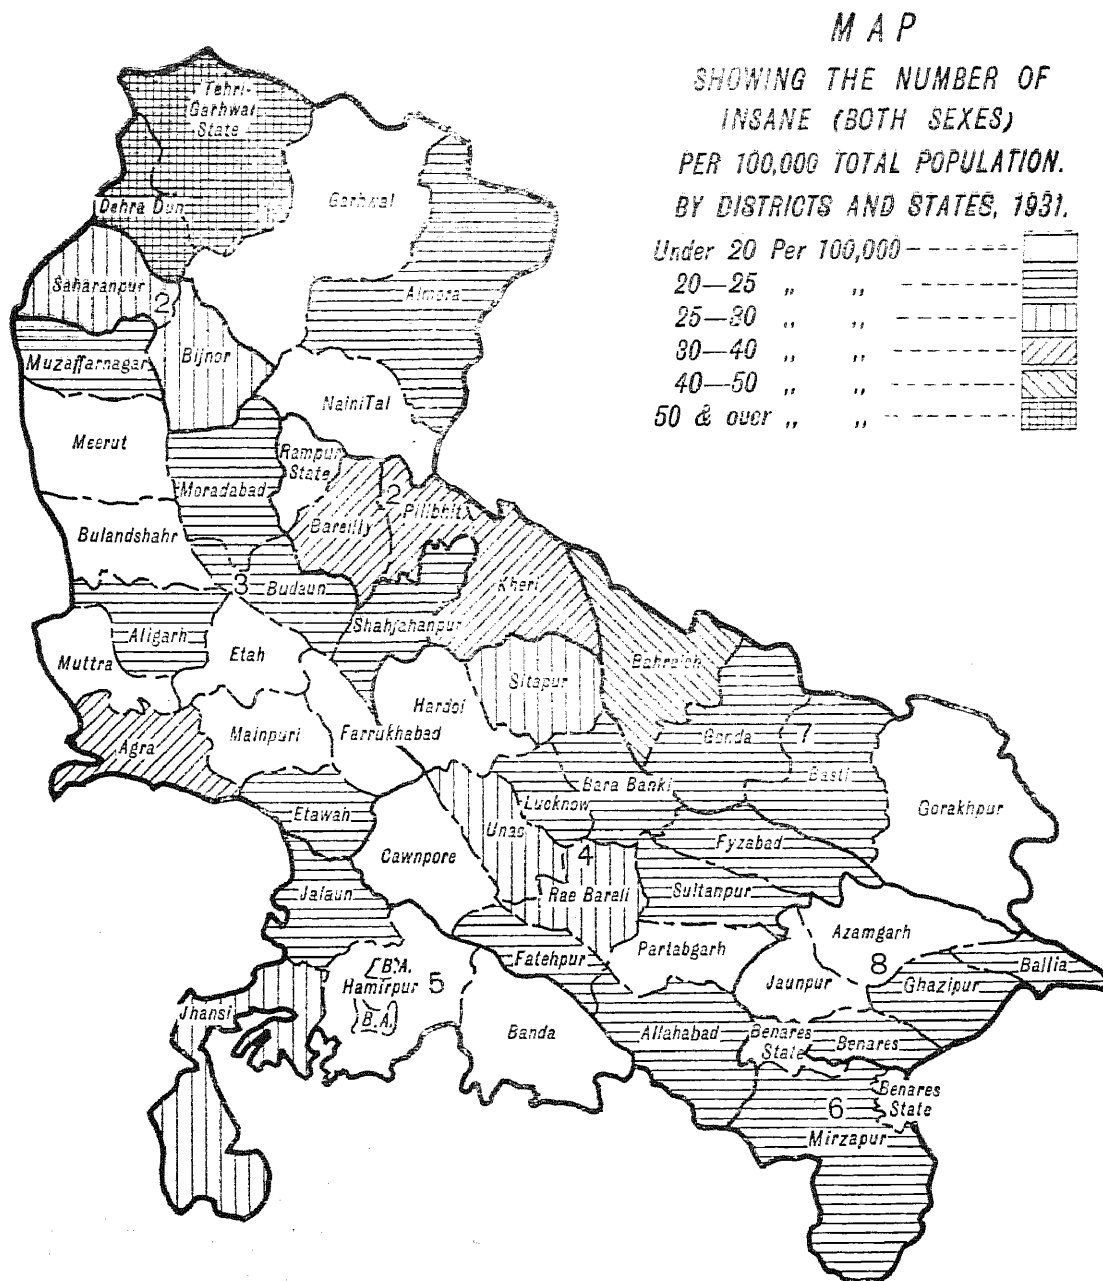 MAP
SHOWING THE NUMBER OF
INSANE (BOTH SEXES)
PER 100,000 TOTAL POPULATION.
BY DISTRICTS AND STATES, 1931.
Under 20 Per 100,000
20—25 „ „
25—30 „ „
30—40 „ „
40—50 „ „
50 & over „ „
Tehri-
Garhwal
State
Garhwal
Dehra Dun
Saharanpur
2
Almora
Muzaffarnagar
Bijnor
NainiTal
Meerut
Rampur
State
Moradabad
2
Bareilly
Pilibhit
Bulandshahr
3
Budaun
Kheri
Aligarh
Shahjahanpur
Muttra
Etah
Bahraich
Sitapur
Hardoi
Agra
Mainpuri
Farrukhabad
Gonda
7
Basti
Bara Banki
Lucknow
Gorakhpur
Etawah
Unao
Fyzabad
Cawnpore
4
Rae Bareli
Sultanpur
Jalaun
Azamgarh
Partabgarh
Fatehpur
8
Ballia
B.A.
Hamirpur
5
B.A.
Jaunpur
Ghazipur
Jhansi
Banda
Allahabad
Benares
State
Benares
Benares
State
6
Mirzapur